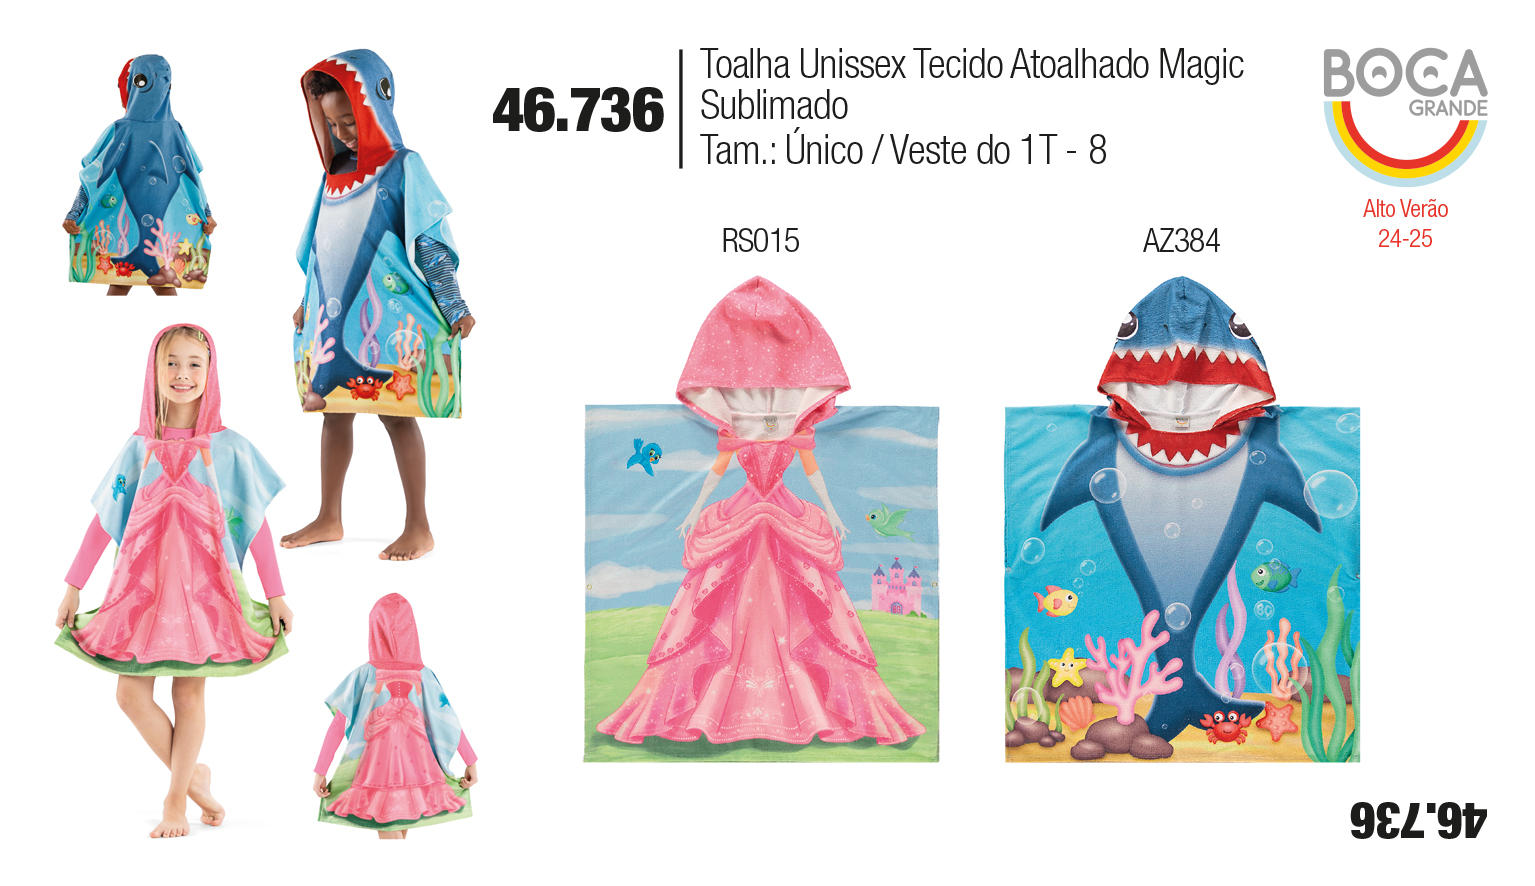 46.736
Toalha Unissex Tecido Atoalhado Magic
Sublimado
Tam.: Único / Veste do 1T - 8
BOCA
GRANDE
Alto Verão
24-25
RS015
AZ384
46.736